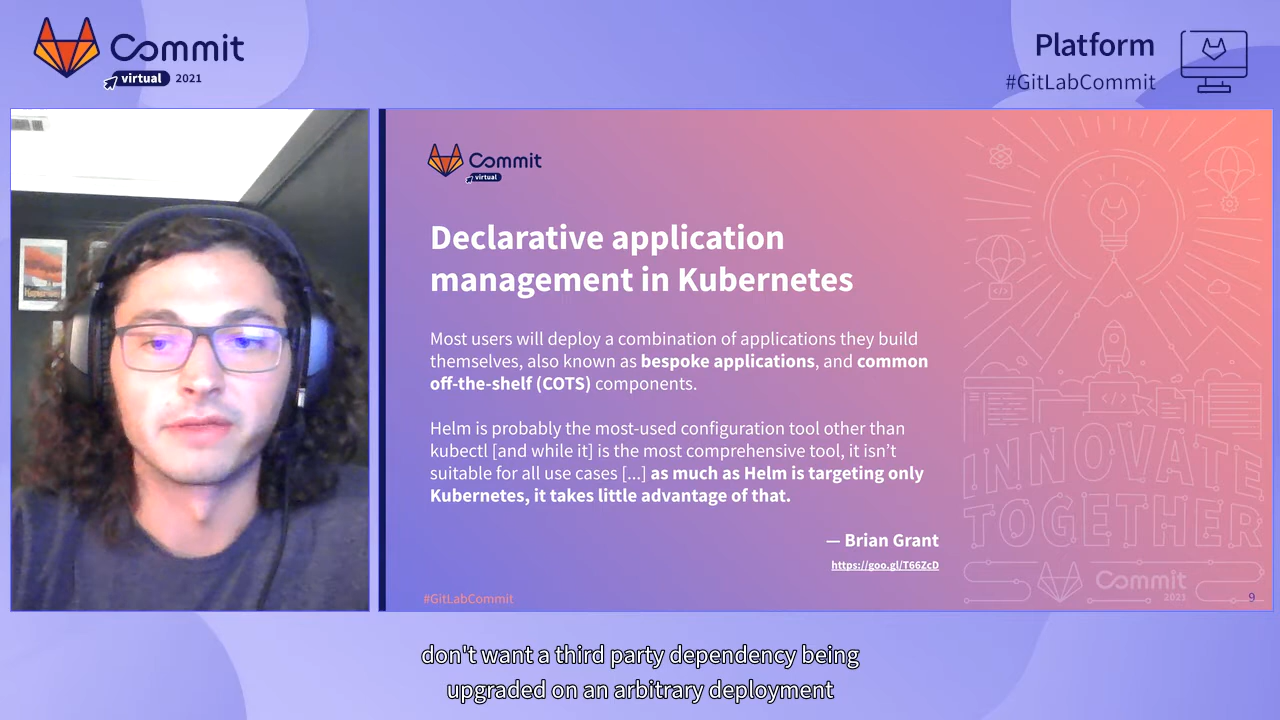 Commit
virtual 2021
Platform
#GitLabCommit
Commit
virtual
Declarative application
management in Kubernetes
Most users will deploy a combination of applications they build
themselves, also known as bespoke applications, and common
off-the-shelf (COTS) components.
Helm is probably the most-used configuration tool other than
kubectl [and while it] is the most comprehensive tool, it isn’t
suitable for all use cases [...] as much as Helm is targeting only
Kubernetes, it takes little advantage of that.
— Brian Grant
https://goo.gl/T66ZcD
</>
INNOVATE
TOGETHER
Commit
2021
#GitLabCommit
9
don't want a third party dependency being
upgraded on an arbitrary deployment